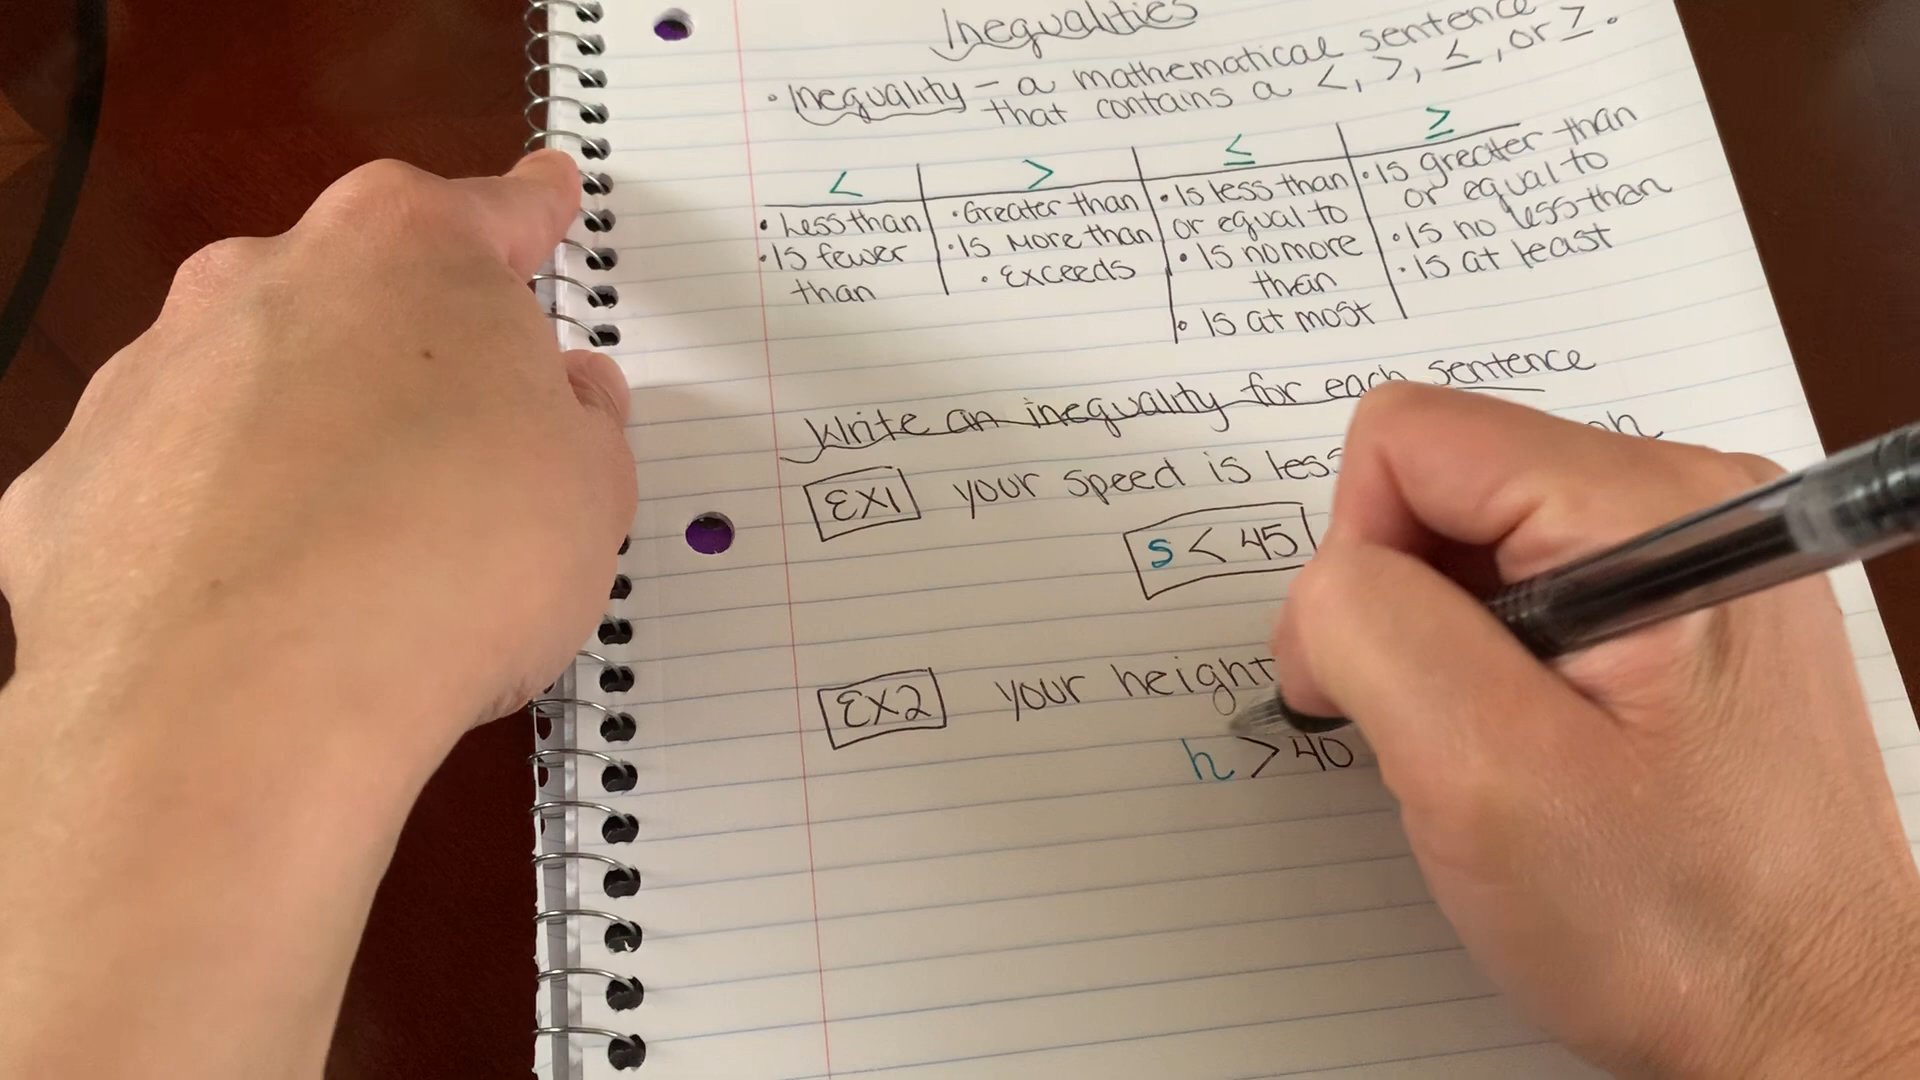 Inequalities
• Inequality – a mathematical sentence
that contains a <, >, ≤, or ≥.
< > ≤ ≥
• Less than
• Is fewer
than
• Greater than
• Is more than
• Exceeds
• Is less than
or equal to
• Is no more
than
• Is at most
• Is greater than
or equal to
• Is no less than
• Is at least
Write an inequality for each sentence
EX1 your speed is less
s < 45
EX2 your height
h > 40